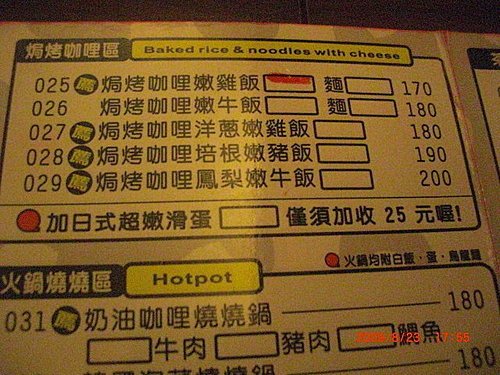 焗烤咖哩區 Baked rice & noodles with cheese
025 焗烤咖哩嫩雞飯 麵 170
026 焗烤咖哩嫩牛飯 麵 180
027 焗烤咖哩洋蔥嫩雞飯 180
028 焗烤咖哩培根嫩豬飯 190
029 焗烤咖哩鳳梨嫩牛飯 200
加日式超嫩滑蛋 僅須加收 25 元喔!
火鍋均附白飯、蛋、烏龍麵
火鍋燒燒區 Hotpot
031 奶油咖哩燒燒鍋 180
牛肉 豬肉 鯛魚
燒燒鍋 180